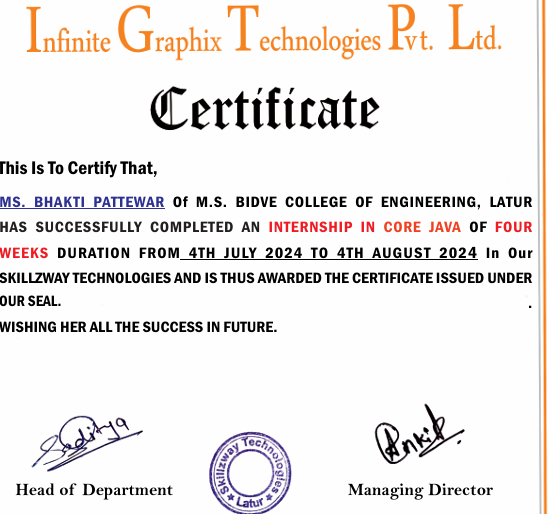 Infinite Graphix Technologies Pvt. Ltd.
Certificate
This Is To Certify That,
MS. BHAKTI PATTEWAR Of M.S. BIDVE COLLEGE OF ENGINEERING, LATUR
HAS SUCCESSFULLY COMPLETED AN INTERNSHIP IN CORE JAVA OF FOUR
WEEKS DURATION FROM 4TH JULY 2024 TO 4TH AUGUST 2024 In Our
SKILLZWAY TECHNOLOGIES AND IS THUS AWARDED THE CERTIFICATE ISSUED UNDER
OUR SEAL. .
WISHING HER ALL THE SUCCESS IN FUTURE.
Skillzway Technologies
Latur
Head of Department
Managing Director